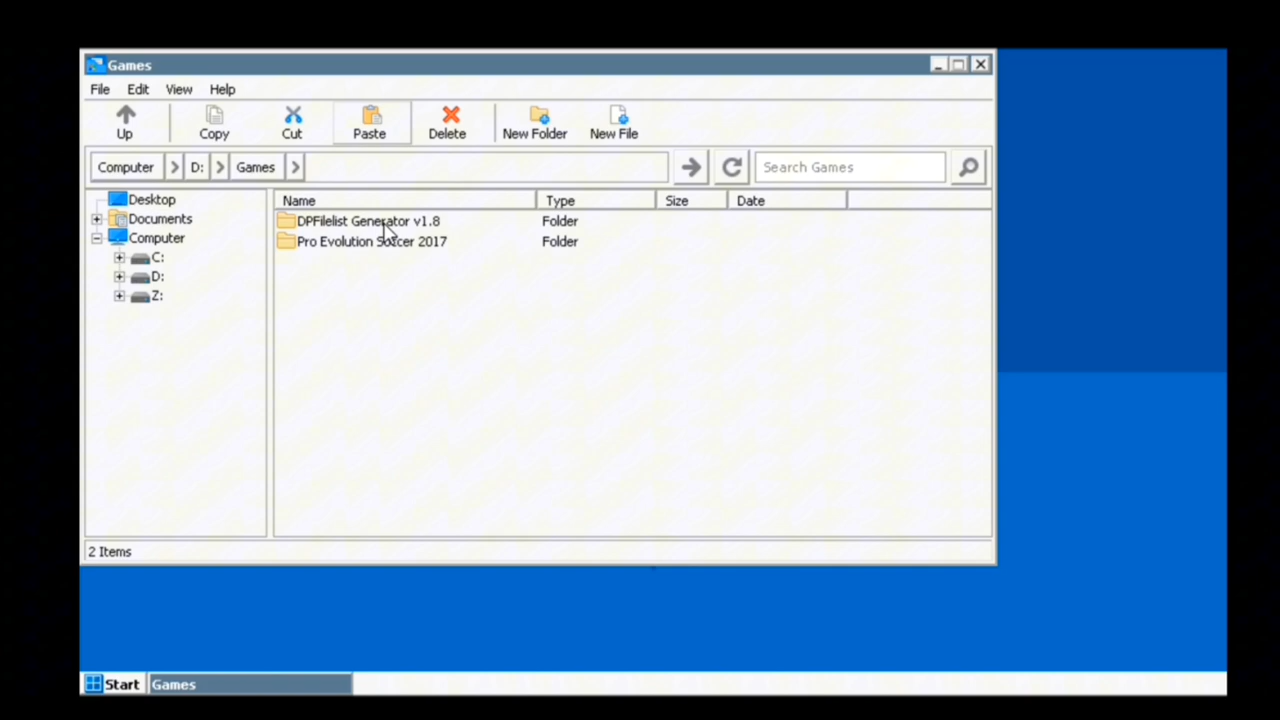 Games
File Edit View Help
Up Copy Cut Paste Delete New Folder New File
Computer D: Games Search Games
Desktop
Documents
Computer
C:
D:
Z:
Name Type Size Date
DPFilelist Generator v1.8 Folder
Pro Evolution Soccer 2017 Folder
2 Items
Start Games